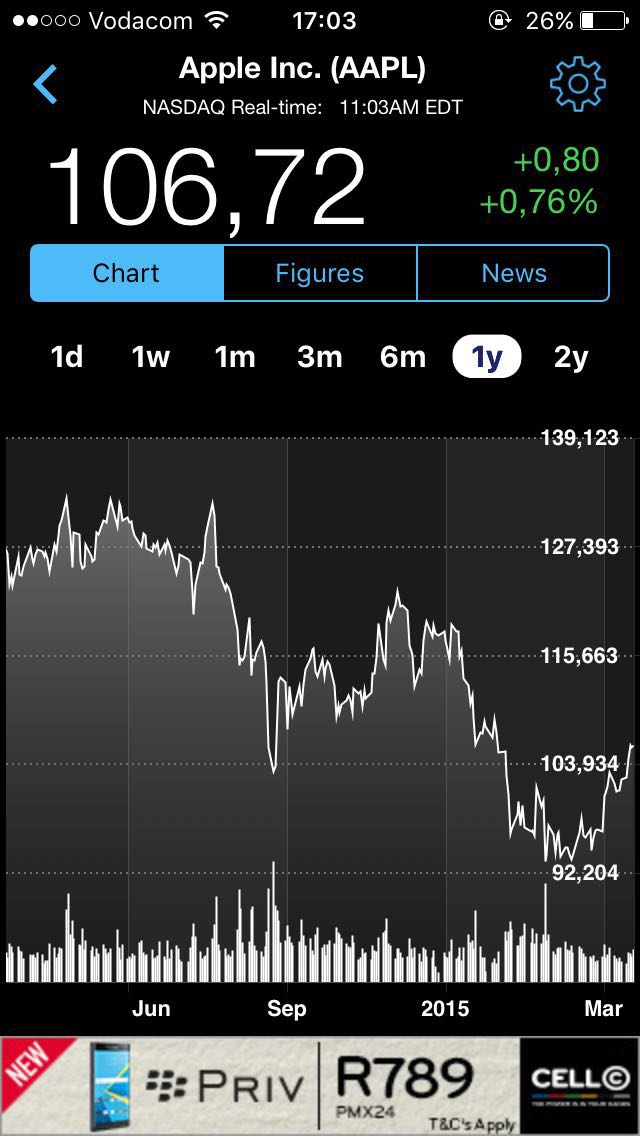 Vodacom 17:03 26%
Apple Inc. (AAPL)
NASDAQ Real-time: 11:03AM EDT
106,72
+0,80
+0,76%
Chart Figures News
1d 1w 1m 3m 6m 1y 2y
139,123
127,393
115,663
103,934
92,204
Jun Sep 2015 Mar
NEW
PRIV
R789
PMX24
T&C's Apply
CELL C